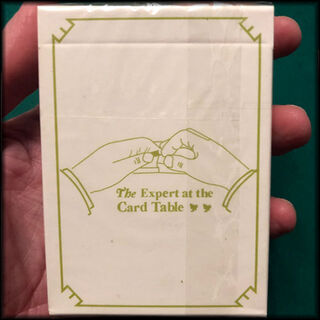 The Expert at the
Card Table